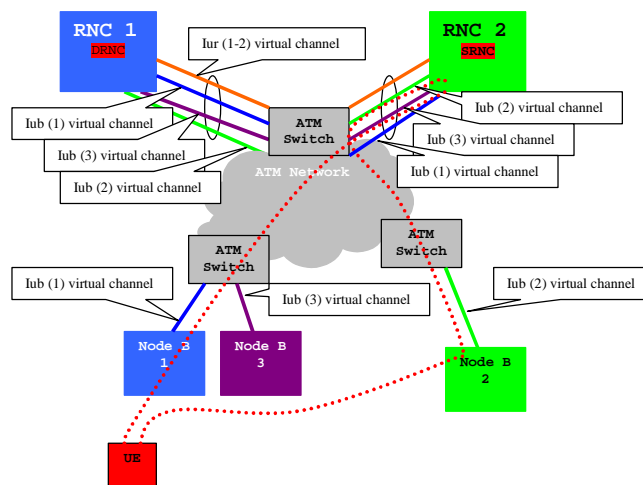 RNC 1
DRNC
Iur (1-2) virtual channel
RNC 2
SRNC
Iub (1) virtual channel
Iub (3) virtual channel
Iub (2) virtual channel
ATM
Switch
ATM Network
Iub (2) virtual channel
Iub (3) virtual channel
Iub (1) virtual channel
ATM
Switch
ATM
Switch
Iub (1) virtual channel
Iub (3) virtual channel
Iub (2) virtual channel
Node B
1
Node B
3
Node B
2
UE